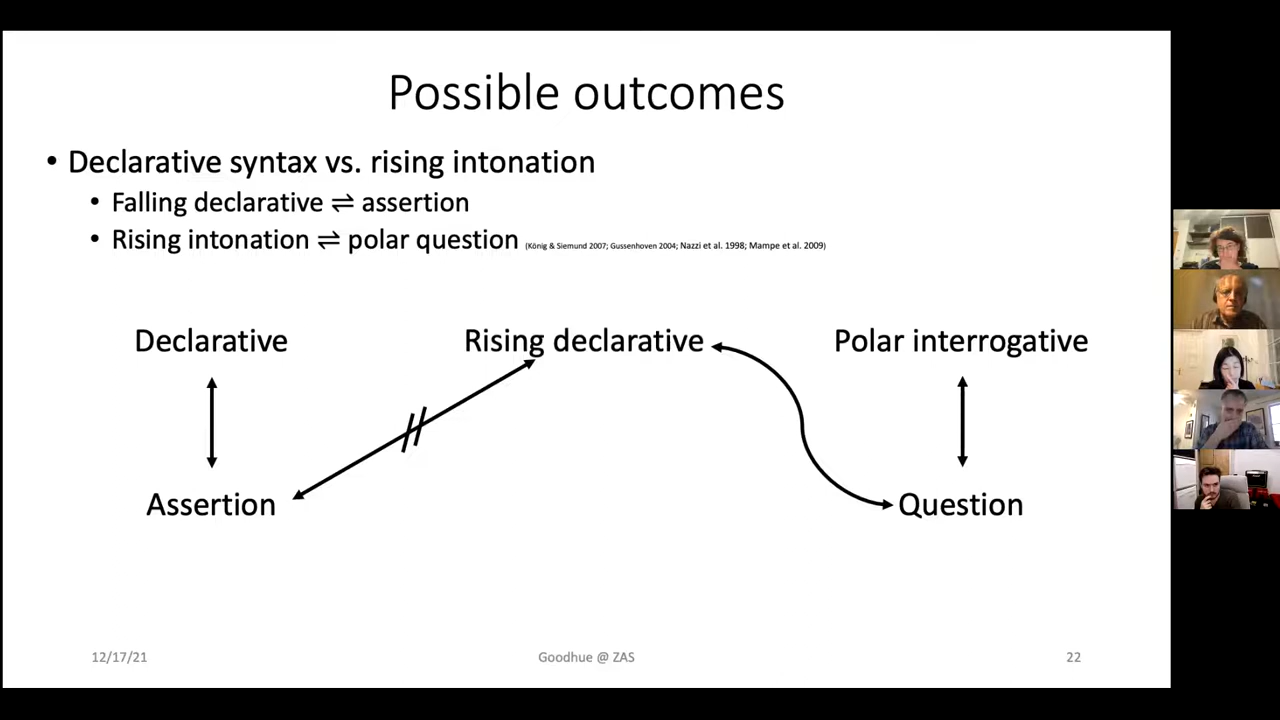 Possible outcomes
• Declarative syntax vs. rising intonation
• Falling declarative ⇌ assertion
• Rising intonation ⇌ polar question (König & Siemund 2007; Gussenhoven 2004; Nazzi et al. 1998; Mampe et al. 2009)
Declarative Rising declarative Polar interrogative
Assertion Question
12/17/21 Goodhue @ ZAS 22